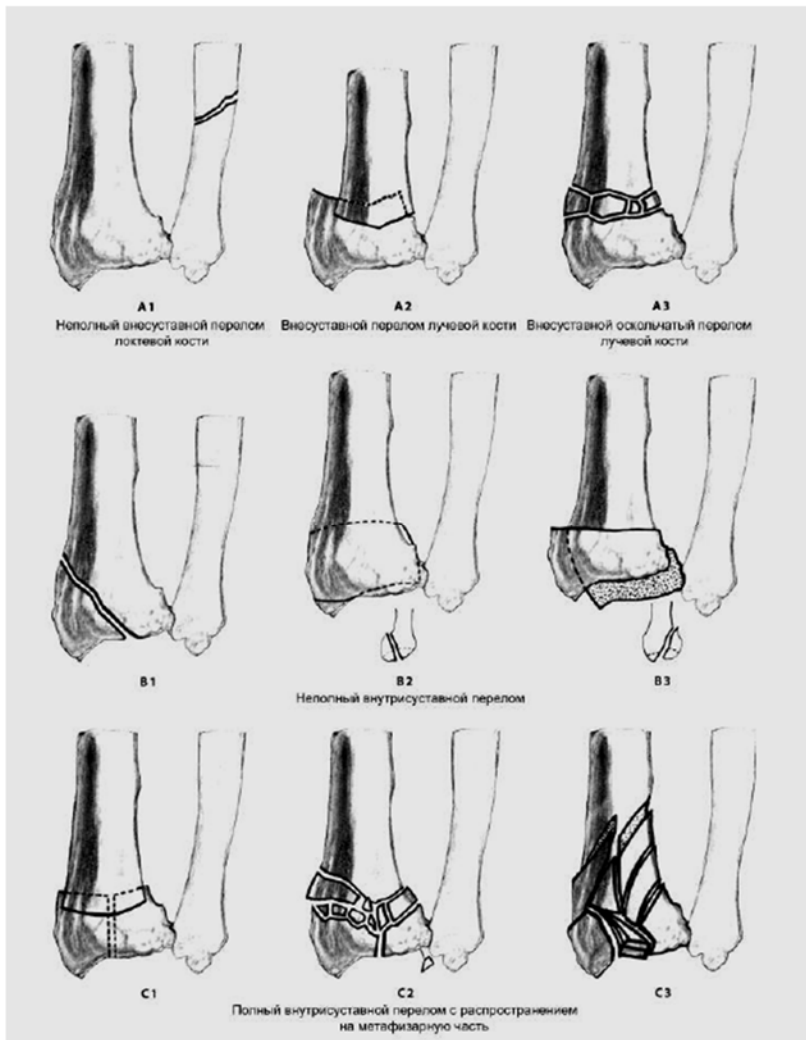 A1
Неполный внесуставной перелом
локтевой кости
A2
Внесуставной перелом лучевой кости
A3
Внесуставной оскольчатый перелом
лучевой кости
B1
B2
B3
Неполный внутрисуставной перелом
C1
C2
C3
Полный внутрисуставной перелом с распространением
на метафизарную часть